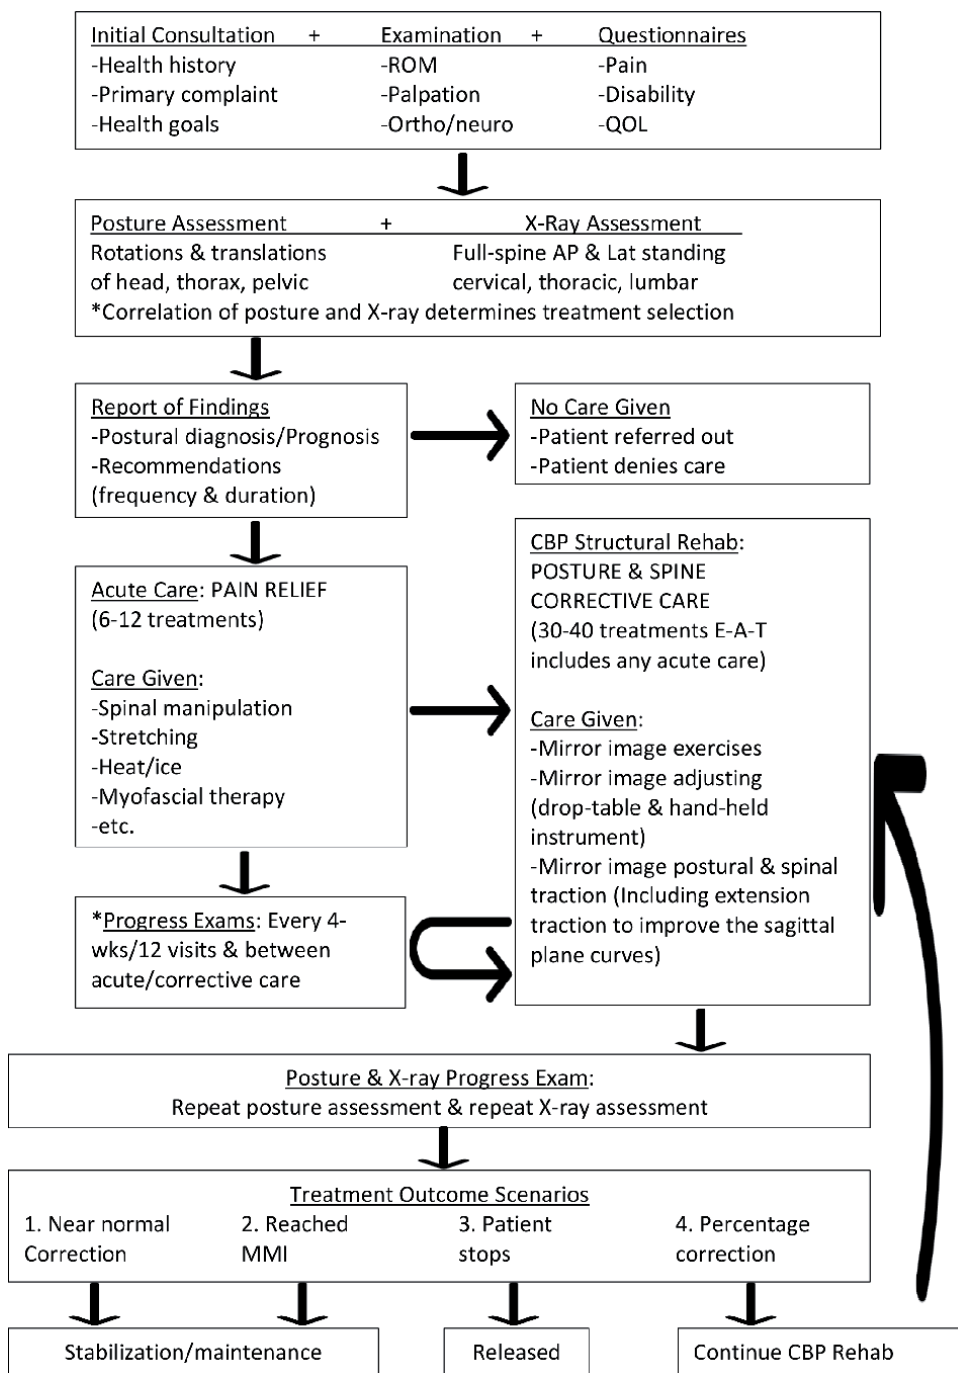 Initial Consultation + Examination + Questionnaires
-Health history -ROM -Pain
-Primary complaint -Palpation -Disability
-Health goals -Ortho/neuro -QOL
Posture Assessment + X-Ray Assessment
Rotations & translations Full-spine AP & Lat standing
of head, thorax, pelvic cervical, thoracic, lumbar
*Correlation of posture and X-ray determines treatment selection
Report of Findings
-Postural diagnosis/Prognosis
-Recommendations
(frequency & duration)
No Care Given
-Patient referred out
-Patient denies care
Acute Care: PAIN RELIEF
(6-12 treatments)
Care Given:
-Spinal manipulation
-Stretching
-Heat/ice
-Myofascial therapy
-etc.
CBP Structural Rehab:
POSTURE & SPINE
CORRECTIVE CARE
(30-40 treatments E-A-T
includes any acute care)
Care Given:
-Mirror image exercises
-Mirror image adjusting
(drop-table & hand-held
instrument)
-Mirror image postural & spinal
traction (Including extension
traction to improve the sagittal
plane curves)
*Progress Exams: Every 4-
wks/12 visits & between
acute/corrective care
Posture & X-ray Progress Exam:
Repeat posture assessment & repeat X-ray assessment
Treatment Outcome Scenarios
1. Near normal 2. Reached 3. Patient 4. Percentage
Correction MMI stops correction
Stabilization/maintenance Released Continue CBP Rehab